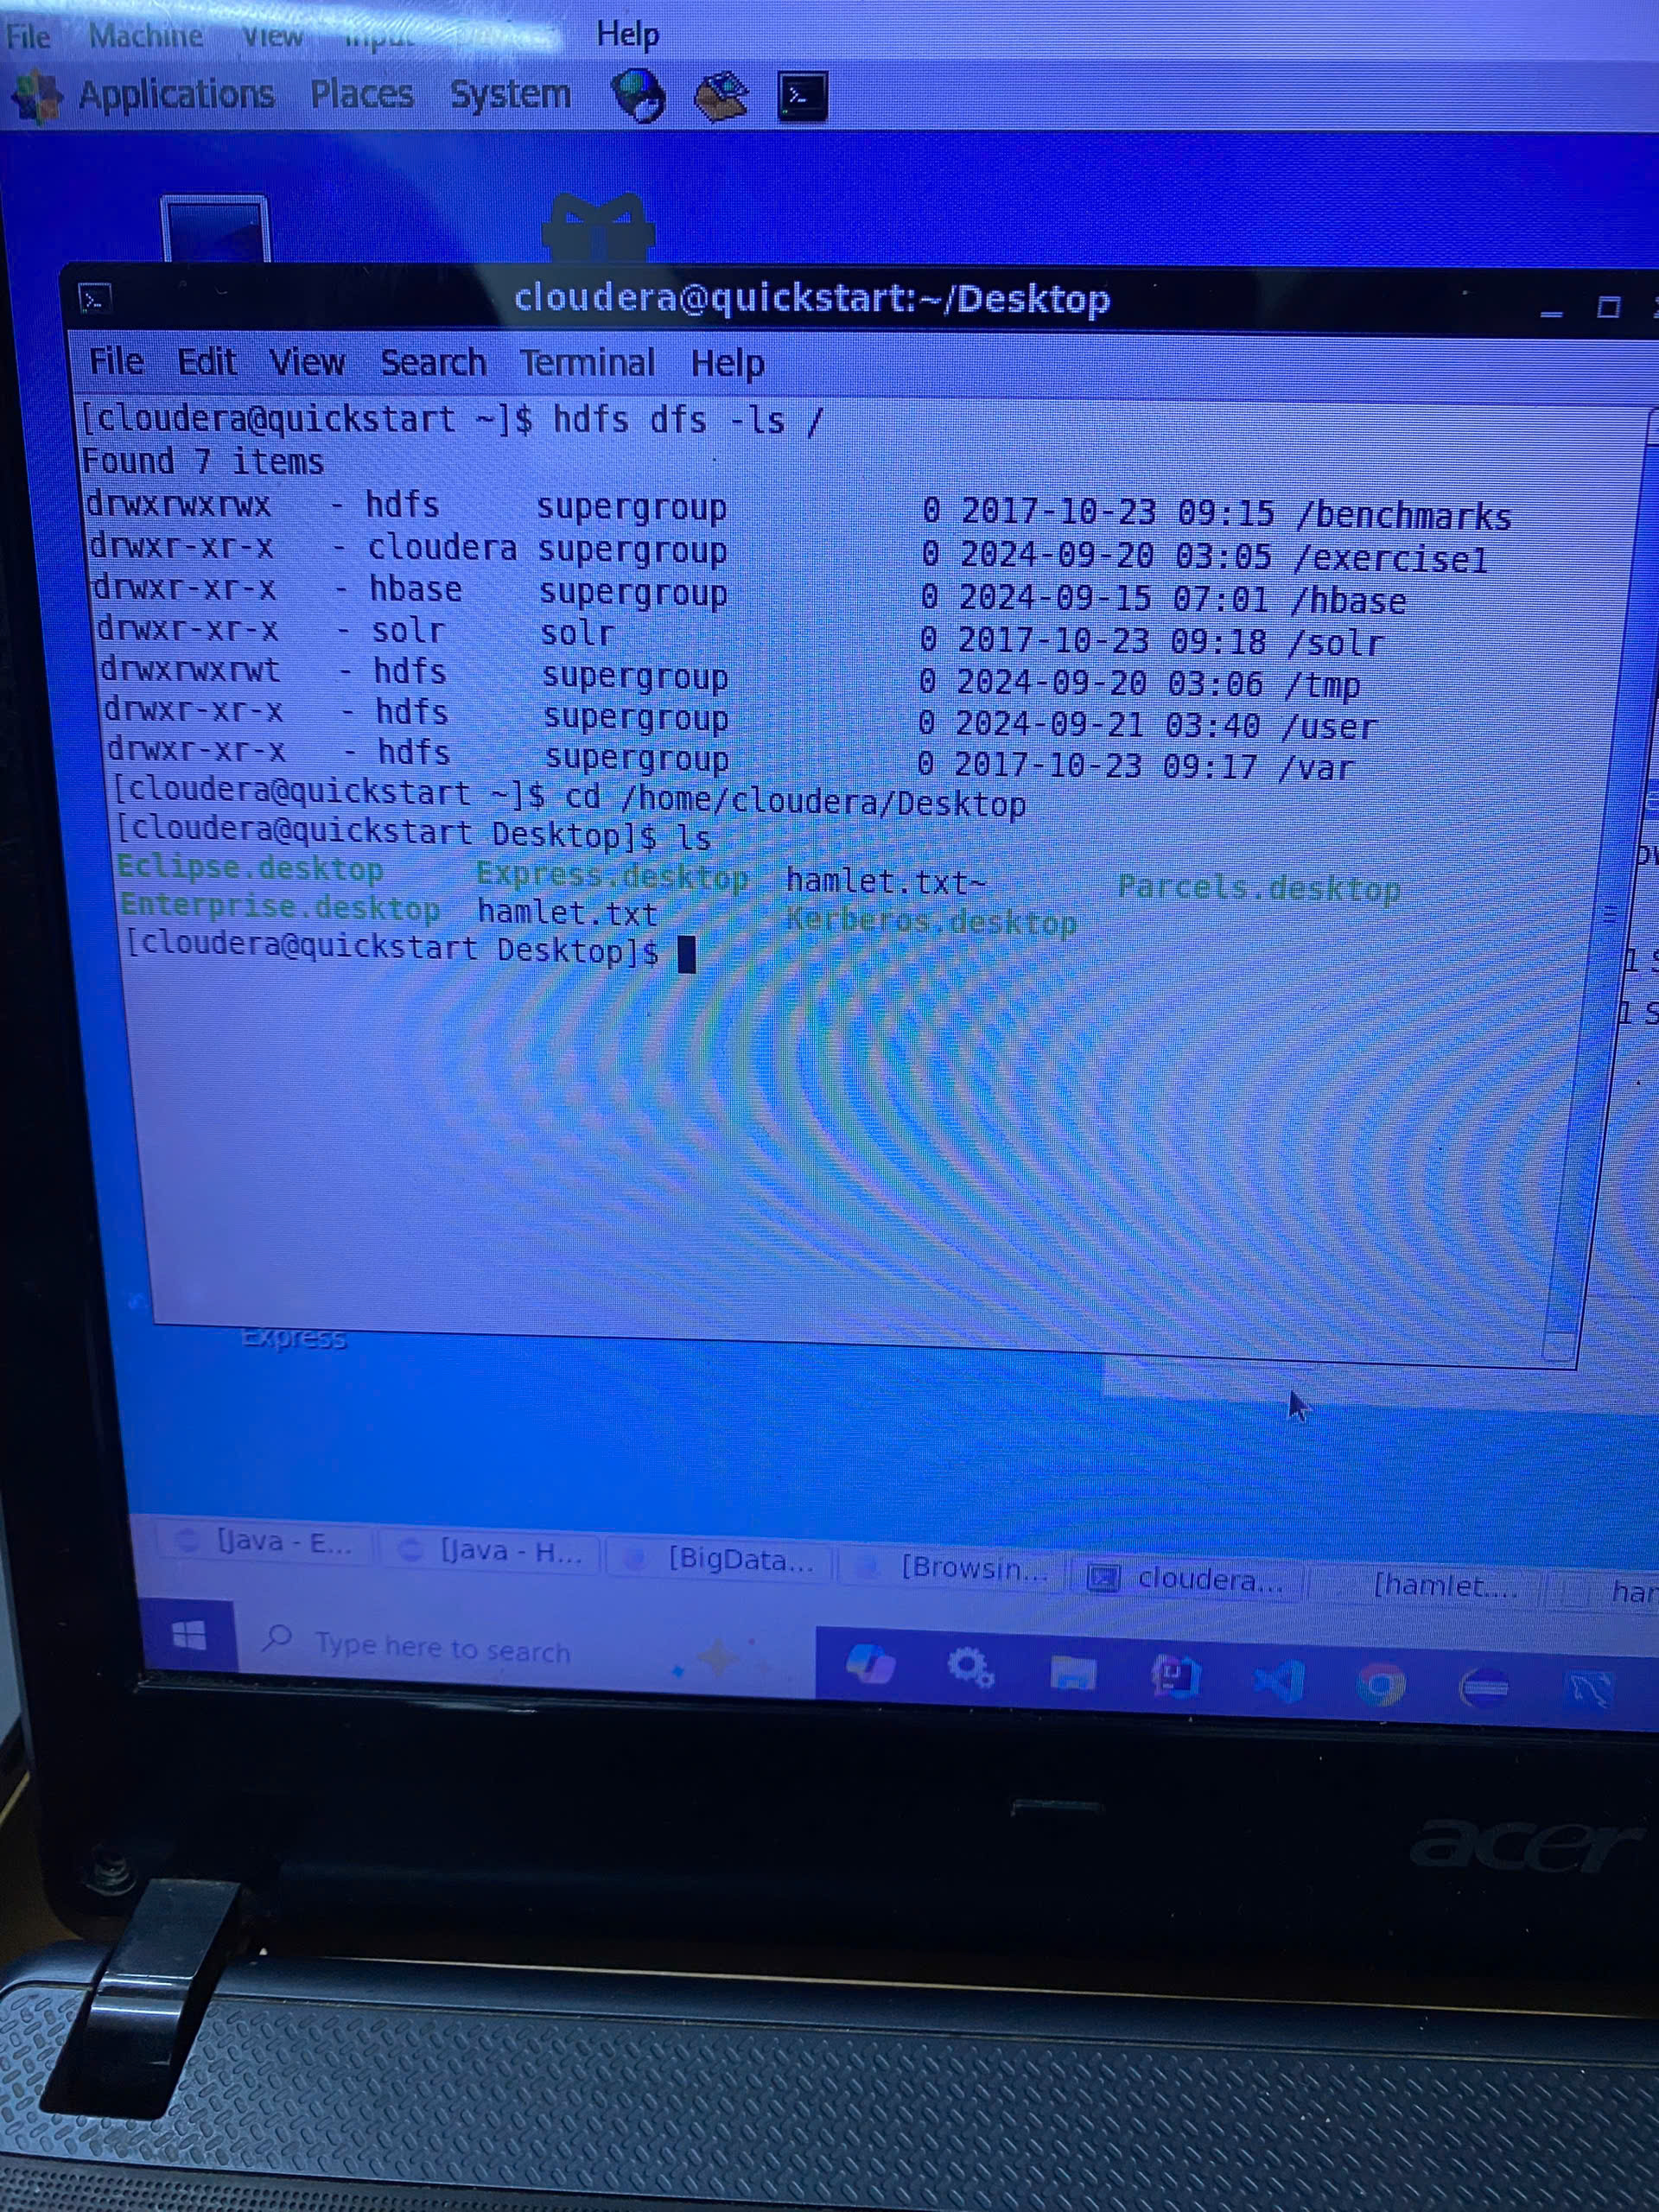 File Machine View Input Help
Applications Places System
cloudera@quickstart:~/Desktop
File Edit View Search Terminal Help
[cloudera@quickstart ~]$ hdfs dfs -ls /
Found 7 items
drwxrwxrwx - hdfs supergroup 0 2017-10-23 09:15 /benchmarks
drwxr-xr-x - cloudera supergroup 0 2024-09-20 03:05 /exercise1
drwxr-xr-x - hbase supergroup 0 2024-09-15 07:01 /hbase
drwxr-xr-x - solr solr 0 2017-10-23 09:18 /solr
drwxrwxrwt - hdfs supergroup 0 2024-09-20 03:06 /tmp
drwxr-xr-x - hdfs supergroup 0 2024-09-21 03:40 /user
drwxr-xr-x - hdfs supergroup 0 2017-10-23 09:17 /var
[cloudera@quickstart ~]$ cd /home/cloudera/Desktop
[cloudera@quickstart Desktop]$ ls
Eclipse.desktop Express.desktop hamlet.txt~ Parcels.desktop
Enterprise.desktop hamlet.txt Kerberos.desktop
[cloudera@quickstart Desktop]$
Express
[Java - E... [Java - H... [BigData... [Browsin... cloudera... [hamlet.... har
Type here to search
acer